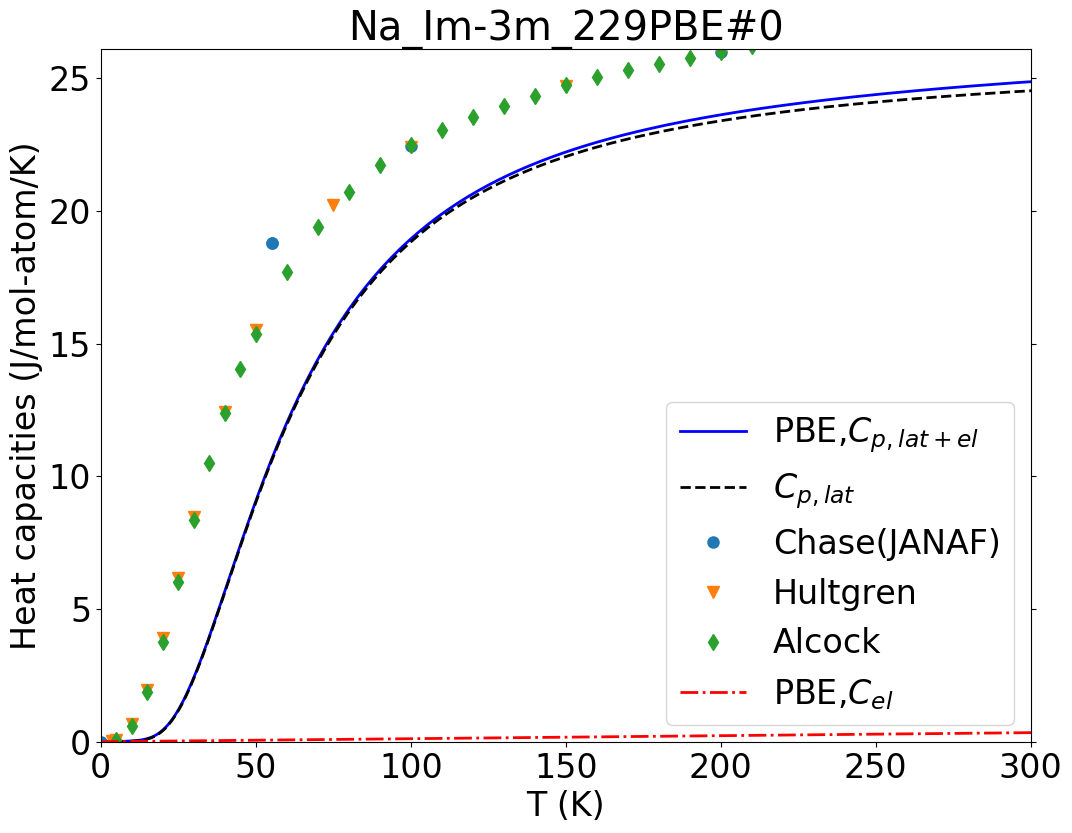 Na_Im-3m_229PBE#0
Heat capacities (J/mol-atom/K)
25
20
15
10
5
0
PBE,C_{p, lat+el}
C_{p, lat}
Chase(JANAF)
Hultgren
Alcock
PBE,C_{el}
0 50 100 150 200 250 300
T (K)